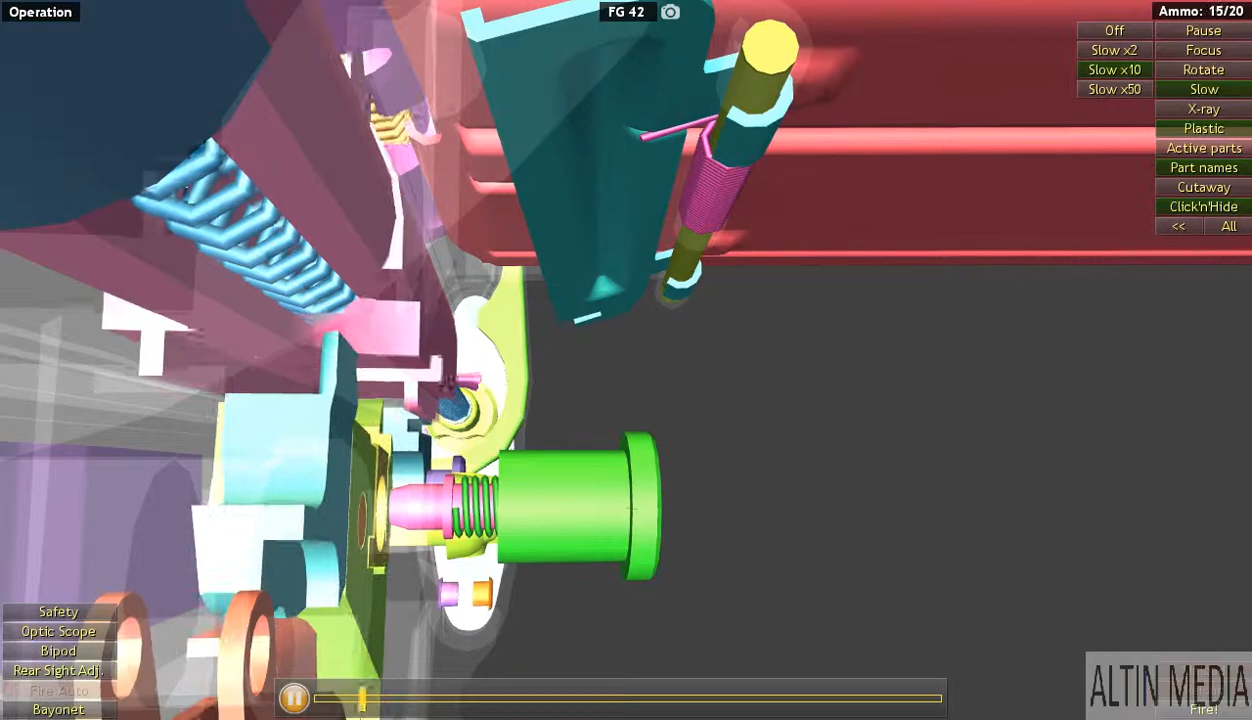 Operation
FG 42
Ammo: 15/20
Off
Pause
Slow x2
Focus
Slow x10
Rotate
Slow x50
Slow
X-ray
Plastic
Active parts
Part names
Cutaway
Click'n'Hide
<<
All
Safety
Optic Scope
Bipod
Rear Sight Adj.
Fire Auto
Bayonet
ALTIN MEDIA
Fire!